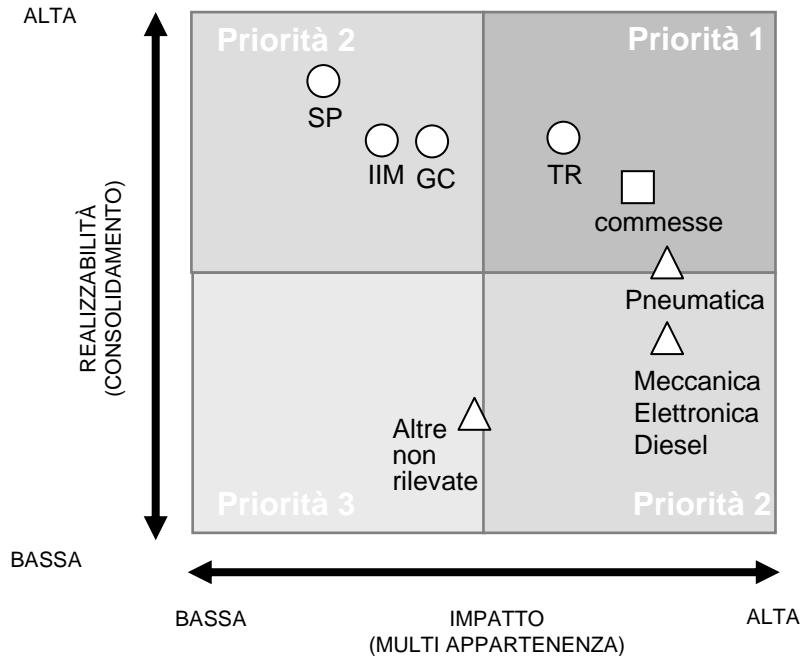 ALTA
Priorità 2
Priorità 1
SP
IIM
GC
TR
commesse
REALIZZABILITÀ
(CONSOLIDAMENTO)
Pneumatica
Meccanica
Elettronica
Diesel
Altre
non
rilevate
Priorità 3
Priorità 2
BASSA
BASSA
IMPATTO
(MULTI APPARTENENZA)
ALTA